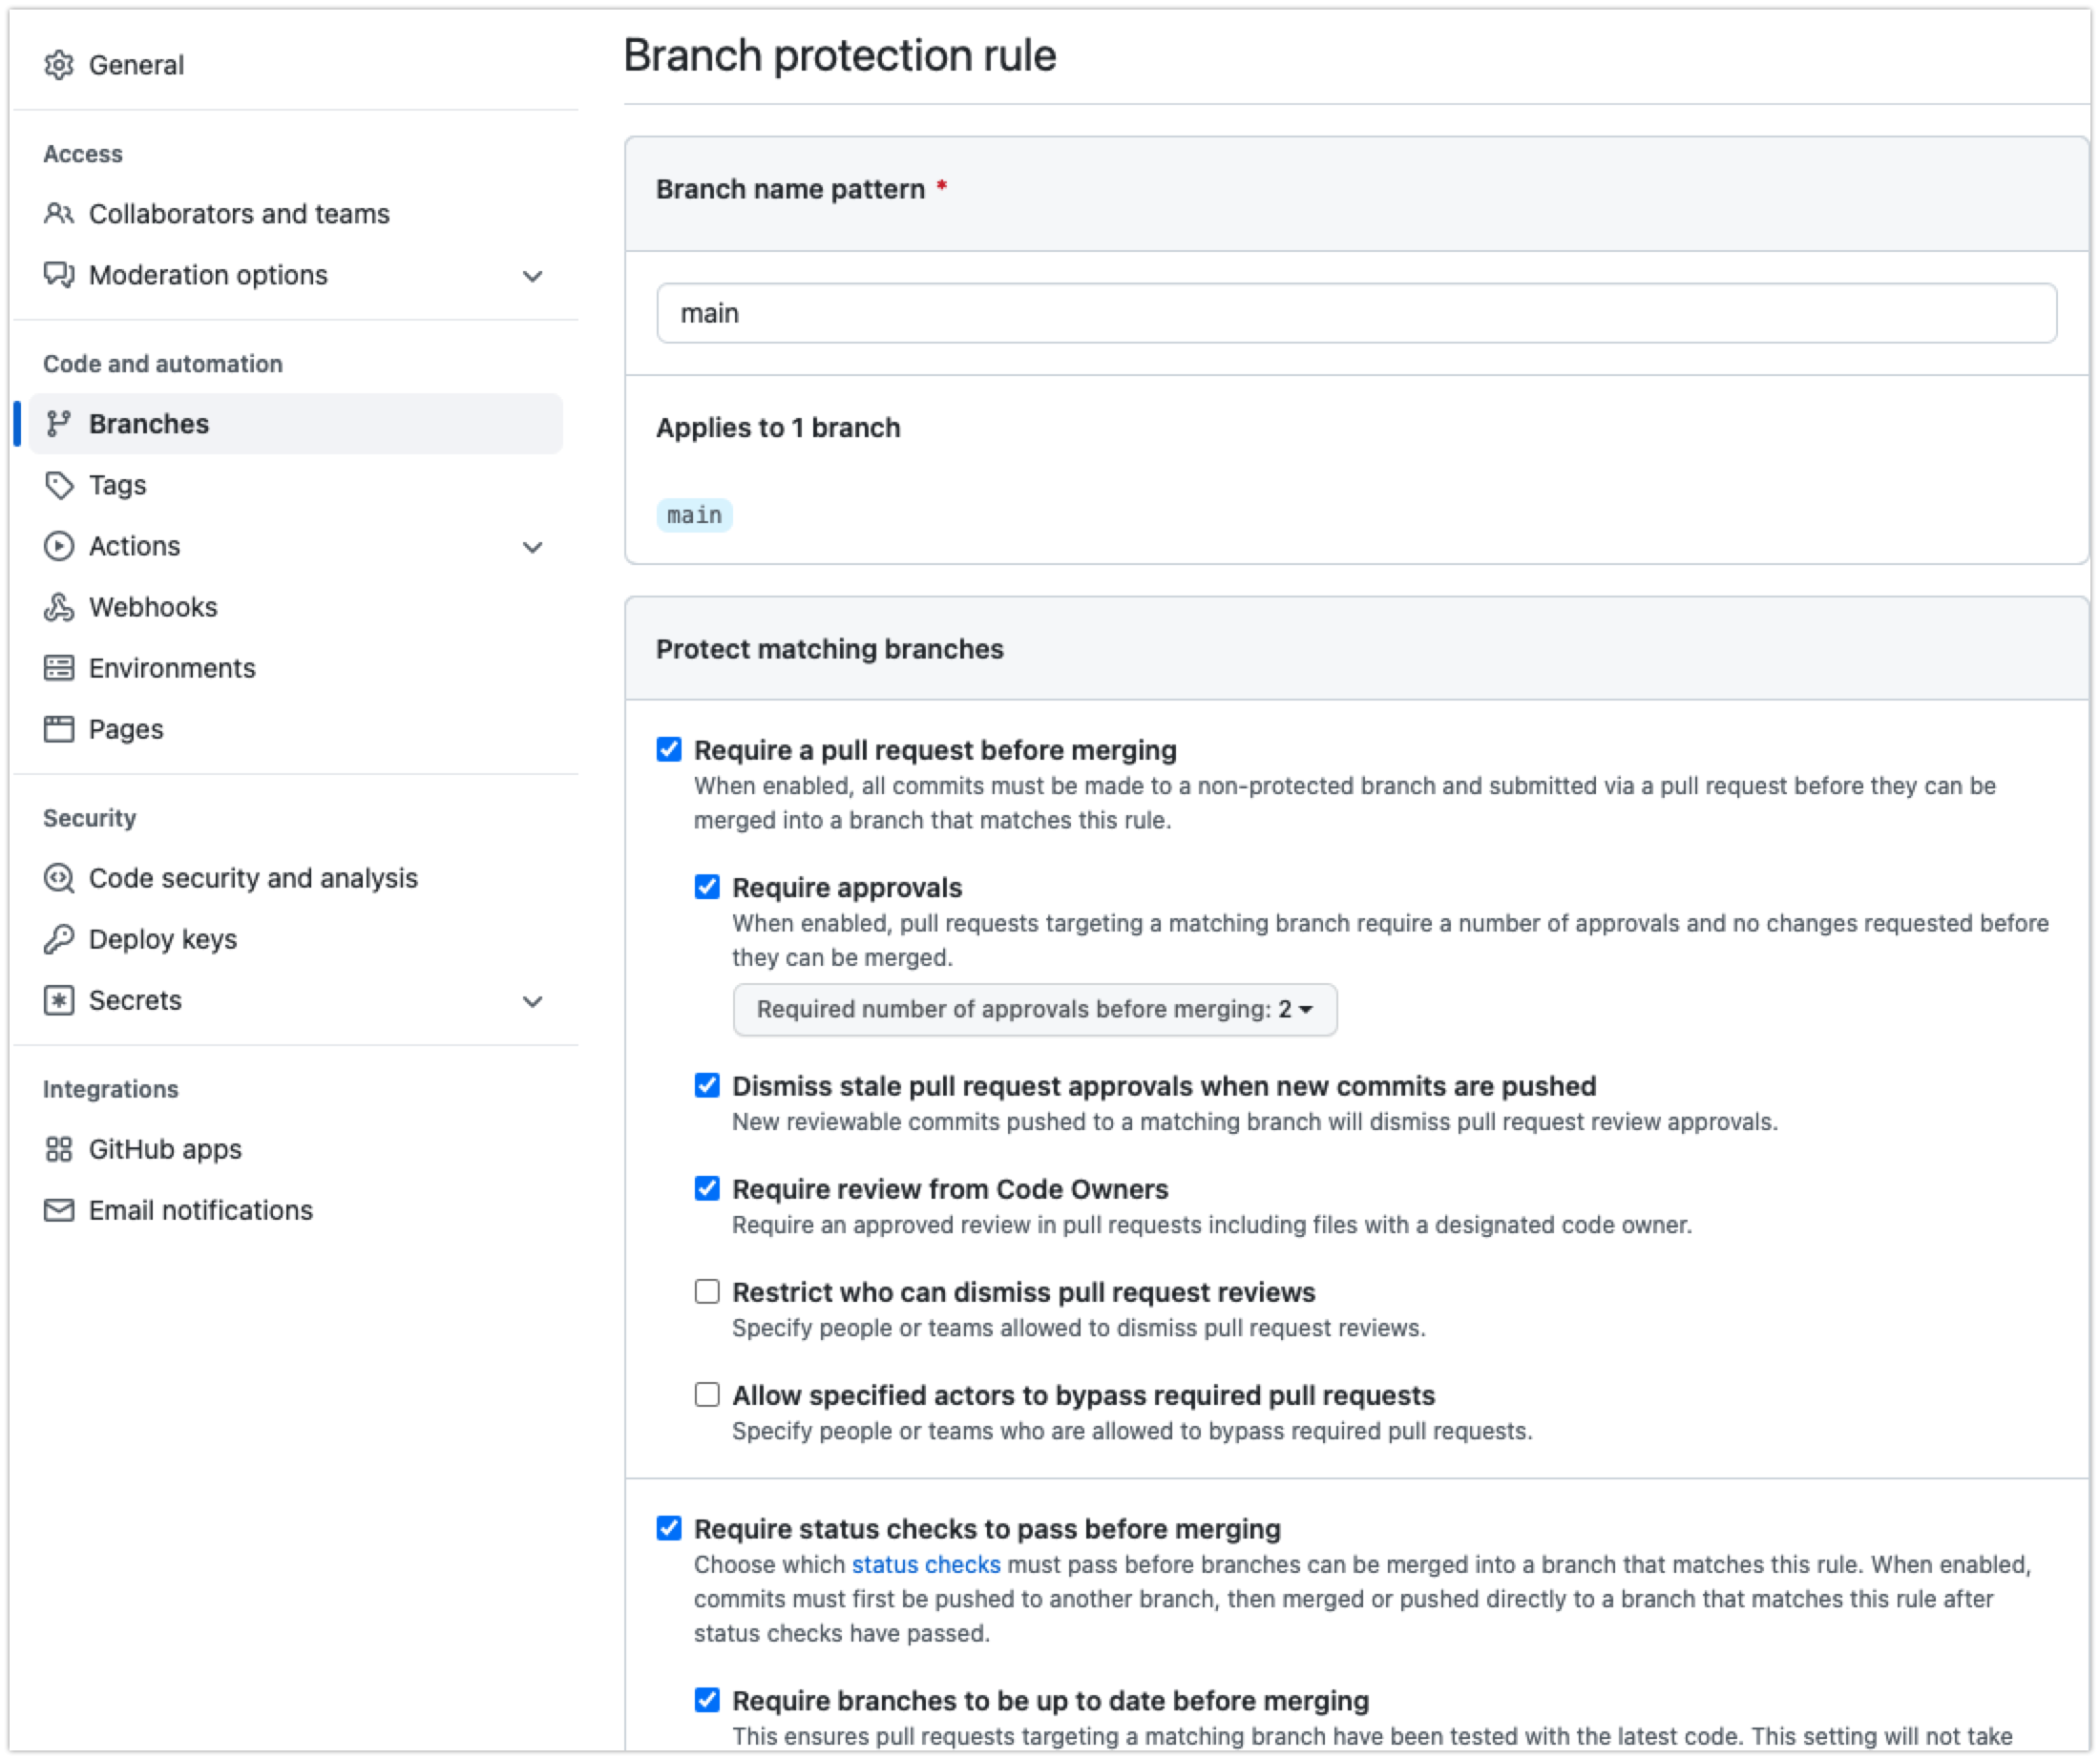 General
Access
Collaborators and teams
Moderation options
Code and automation
Branches
Tags
Actions
Webhooks
Environments
Pages
Security
Code security and analysis
Deploy keys
Secrets
Integrations
GitHub apps
Email notifications
Branch protection rule
Branch name pattern *
main
Applies to 1 branch
main
Protect matching branches
Require a pull request before merging
When enabled, all commits must be made to a non-protected branch and submitted via a pull request before they can be
merged into a branch that matches this rule.
Require approvals
When enabled, pull requests targeting a matching branch require a number of approvals and no changes requested before
they can be merged.
Required number of approvals before merging: 2
Dismiss stale pull request approvals when new commits are pushed
New reviewable commits pushed to a matching branch will dismiss pull request review approvals.
Require review from Code Owners
Require an approved review in pull requests including files with a designated code owner.
Restrict who can dismiss pull request reviews
Specify people or teams allowed to dismiss pull request reviews.
Allow specified actors to bypass required pull requests
Specify people or teams who are allowed to bypass required pull requests.
Require status checks to pass before merging
Choose which status checks must pass before branches can be merged into a branch that matches this rule. When enabled,
commits must first be pushed to another branch, then merged or pushed directly to a branch that matches this rule after
status checks have passed.
Require branches to be up to date before merging
This ensures pull requests targeting a matching branch have been tested with the latest code. This setting will not take